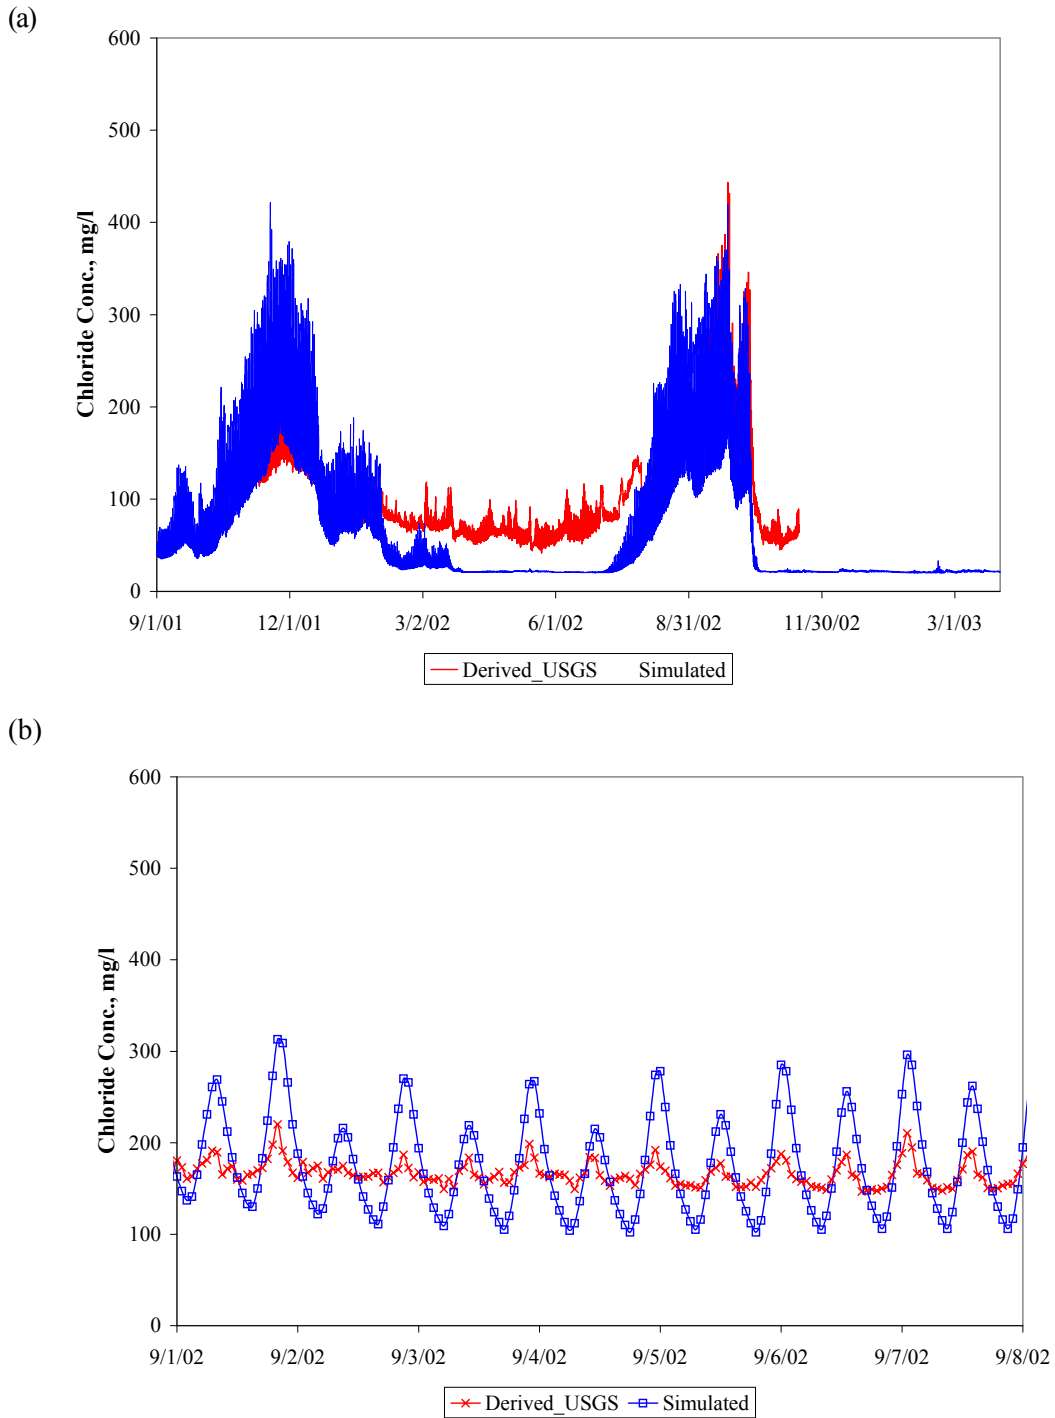 (a)
600
500
400
300
200
100
0
Chloride Conc., mg/l
9/1/01 12/1/01 3/2/02 6/1/02 8/31/02 11/30/02 3/1/03
Derived_USGS Simulated
(b)
600
500
400
300
200
100
0
Chloride Conc., mg/l
9/1/02 9/2/02 9/3/02 9/4/02 9/5/02 9/6/02 9/7/02 9/8/02
Derived_USGS Simulated